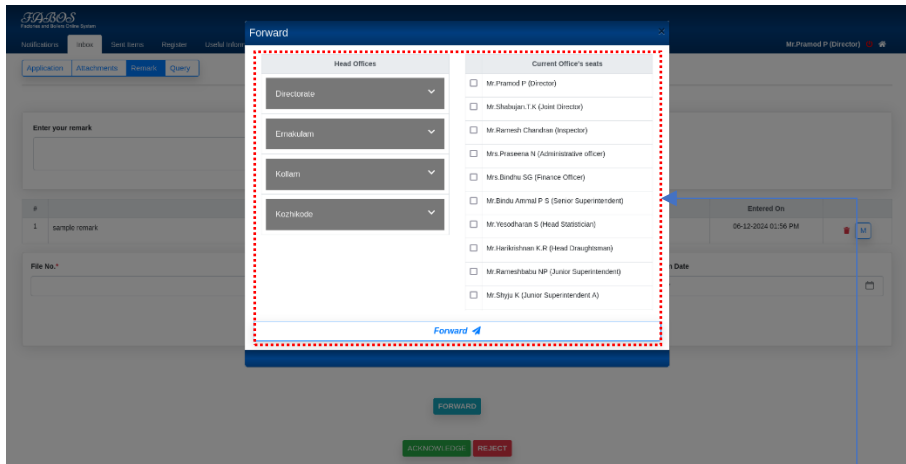 FABOS
Factories and Boilers Online System
Notifications Inbox Sent Items Register Useful Inform
Mr.Pramod P (Director)
Application Attachments Remark Query
Enter your remark
# Entered On
1 sample remark 06-12-2024 01:56 PM M
File No.* n Date
Forward
Head Offices
Directorate
Ernakulam
Kollam
Kozhikode
Current Office's seats
Mr.Pramod P (Director)
Mr.Shabujan.T.K (Joint Director)
Mr.Ramesh Chandran (Inspector)
Mrs.Praseena N (Administrative officer)
Mrs.Bindhu SG (Finance Officer)
Mr.Bindu Ammal P S (Senior Superintendent)
Mr.Yesodharan S (Head Statistician)
Mr.Harikrishnan K.R (Head Draughtsman)
Mr.Rameshbabu NP (Junior Superintendent)
Mr.Shyju K (Junior Superintendent A)
Forward
FORWARD
ACKNOWLEDGE REJECT